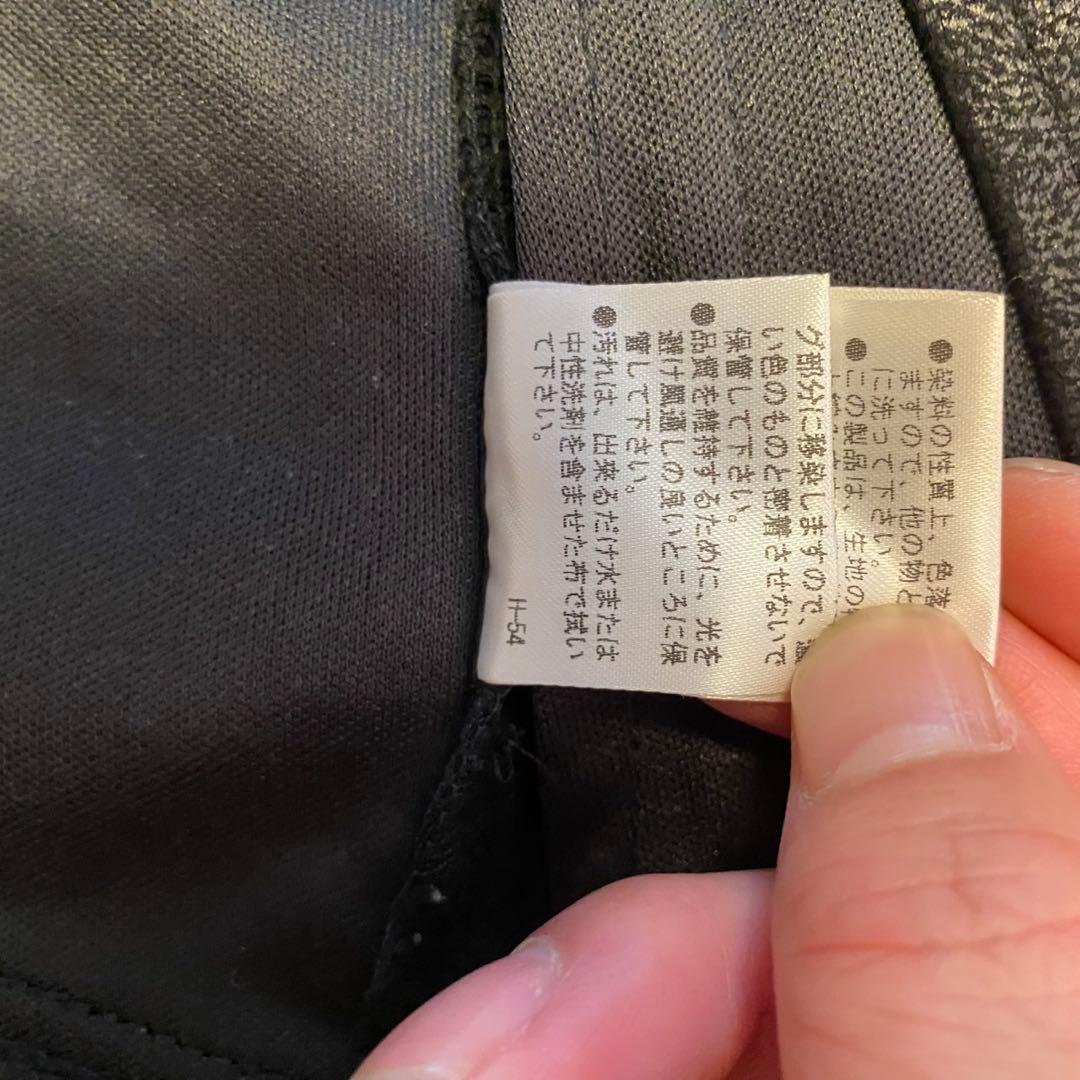 ●染料の性質上、色落
ますので、他の物と
に洗って下さい。
●この製品は、生地の
グ部分に移染しますので、濃
い色のものと密着させないで
保管して下さい。
●品質を維持するために、光を
避け風通しの良いところに保
管して下さい。
●汚れは、出来るだけ水または
中性洗剤を含ませた布で拭い
て下さい。
H-54